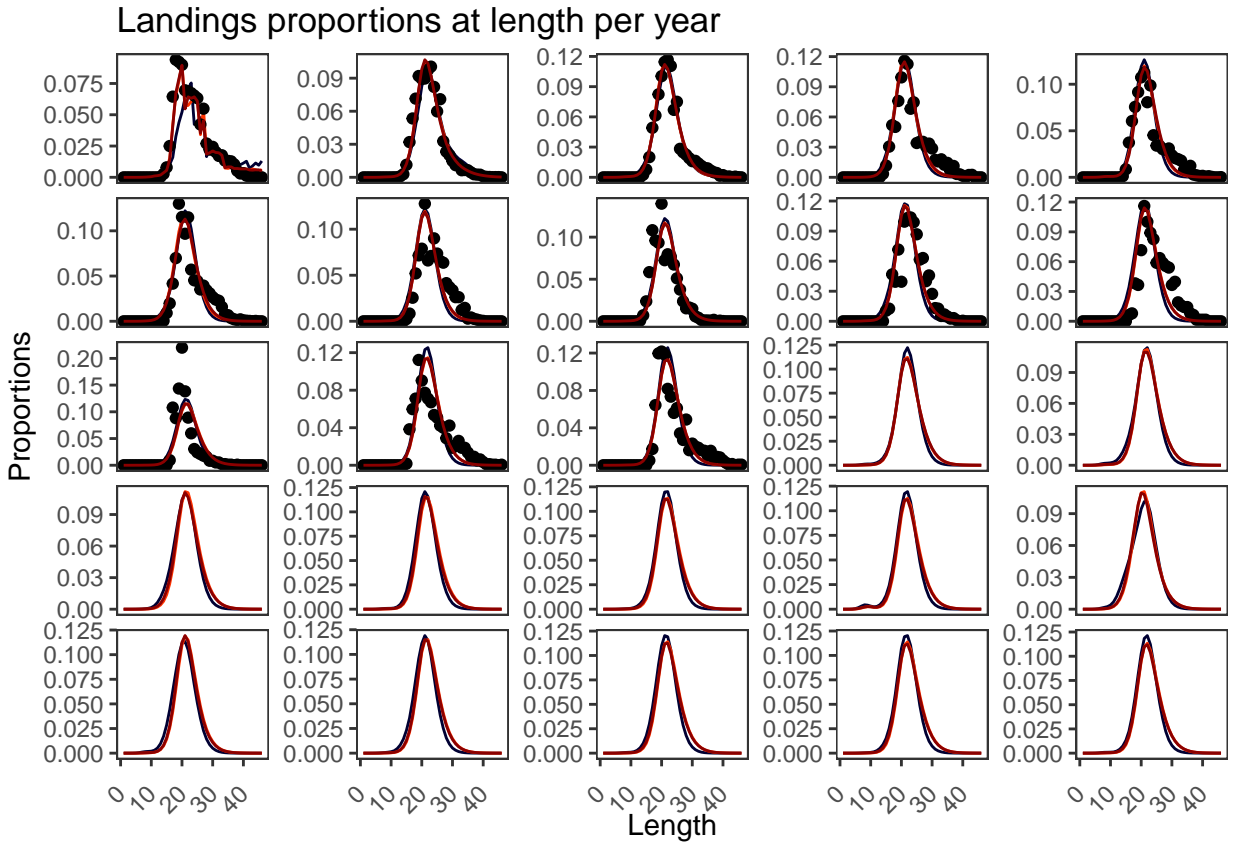 Landings proportions at length per year
0.075 0.09 0.12 0.12 0.10
0.050 0.06 0.09 0.09 0.05
0.025 0.03 0.06 0.06 0.00
0.000 0.00 0.03 0.03
0.00 0.00
0.10 0.10 0.10 0.12 0.12
0.05 0.05 0.05 0.09 0.09
0.00 0.00 0.00 0.06 0.06
0.03 0.03
0.00 0.00
0.20 0.12 0.12 0.125 0.09
0.15 0.08 0.08 0.100 0.06
0.10 0.04 0.04 0.075 0.03
0.05 0.00 0.00 0.050 0.00
0.00 0.025
0.000
0.09 0.125 0.125 0.125 0.09
0.06 0.100 0.100 0.100 0.06
0.03 0.075 0.075 0.075 0.03
0.00 0.050 0.050 0.050 0.00
0.025 0.025 0.025
0.000 0.000 0.000
0.125 0.125 0.125 0.125 0.125
0.100 0.100 0.100 0.100 0.100
0.075 0.075 0.075 0.075 0.075
0.050 0.050 0.050 0.050 0.050
0.025 0.025 0.025 0.025 0.025
0.000 0.000 0.000 0.000 0.000
0 10 20 30 40 0 10 20 30 40 0 10 20 30 40 0 10 20 30 40 0 10 20 30 40
Length
Proportions